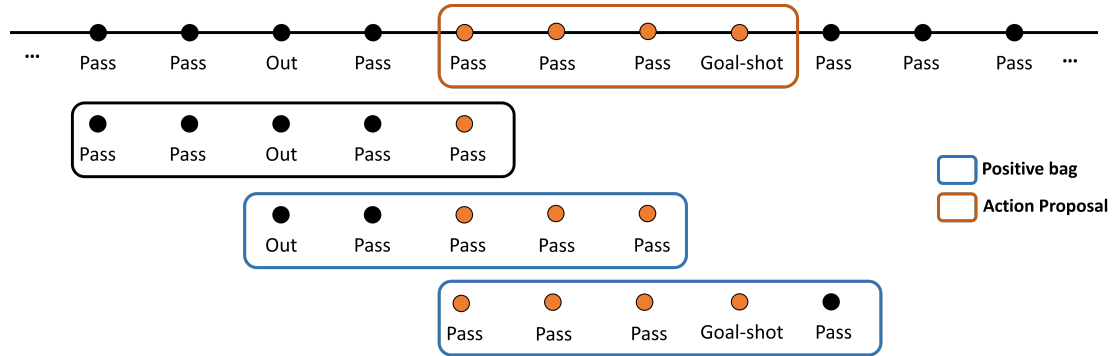 ... Pass Pass Out Pass Pass Pass Pass Goal-shot Pass Pass Pass ...
Pass Pass Out Pass Pass
Positive bag
Action Proposal
Out Pass Pass Pass Pass
Pass Pass Pass Goal-shot Pass